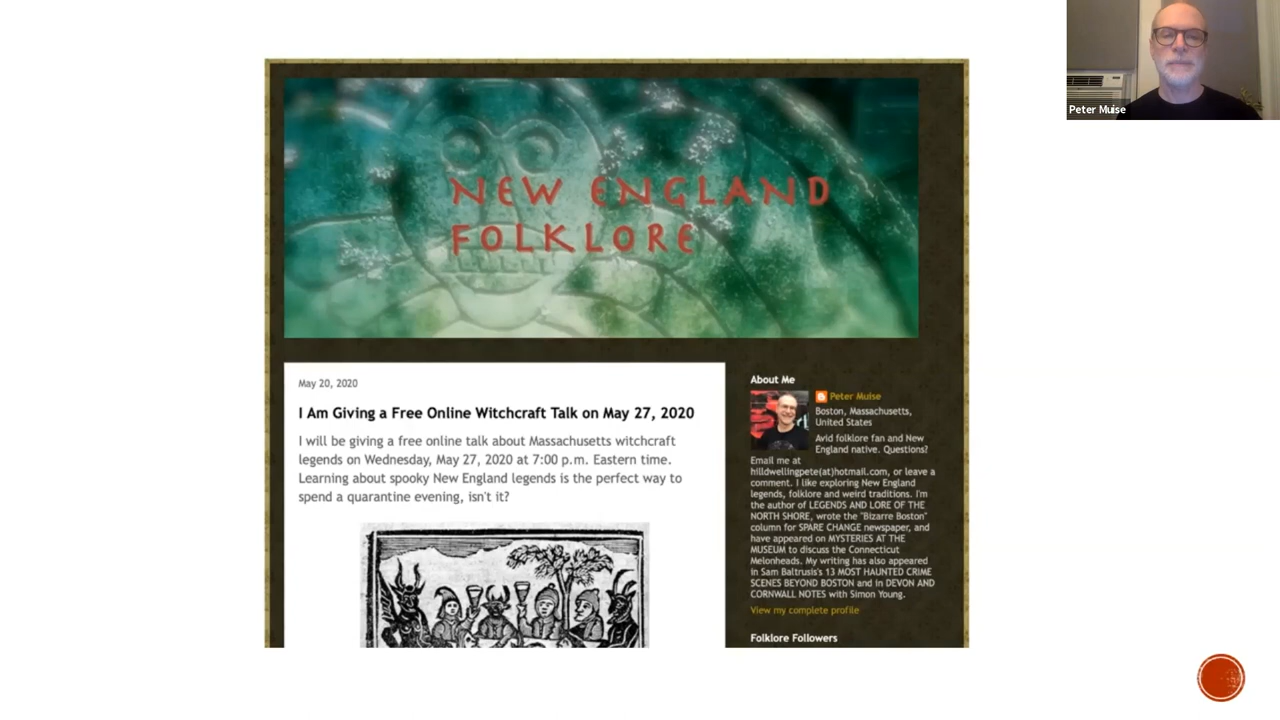 Peter Muise
NEW ENGLAND
FOLKLORE
May 20, 2020
I Am Giving a Free Online Witchcraft Talk on May 27, 2020
I will be giving a free online talk about Massachusetts witchcraft
legends on Wednesday, May 27, 2020 at 7:00 p.m. Eastern time.
Learning about spooky New England legends is the perfect way to
spend a quarantine evening, isn't it?
About Me
Peter Muise
Boston, Massachusetts,
United States
Avid folklore fan and New
England native. Questions?
Email me at
hilldwellingpete(at)hotmail.com, or leave a
comment. I like exploring New England
legends, folklore and weird traditions. I'm
the author of LEGENDS AND LORE OF THE
NORTH SHORE, wrote the "Bizarre Boston"
column for SPARE CHANGE newspaper, and
have appeared on MYSTERIES AT THE
MUSEUM to discuss the Connecticut
Melonheads. My writing has also appeared
in Sam Baltrusis's 13 MOST HAUNTED CRIME
SCENES BEYOND BOSTON and in DEVON AND
CORNWALL NOTES with Simon Young.
View my complete profile
Folklore Followers